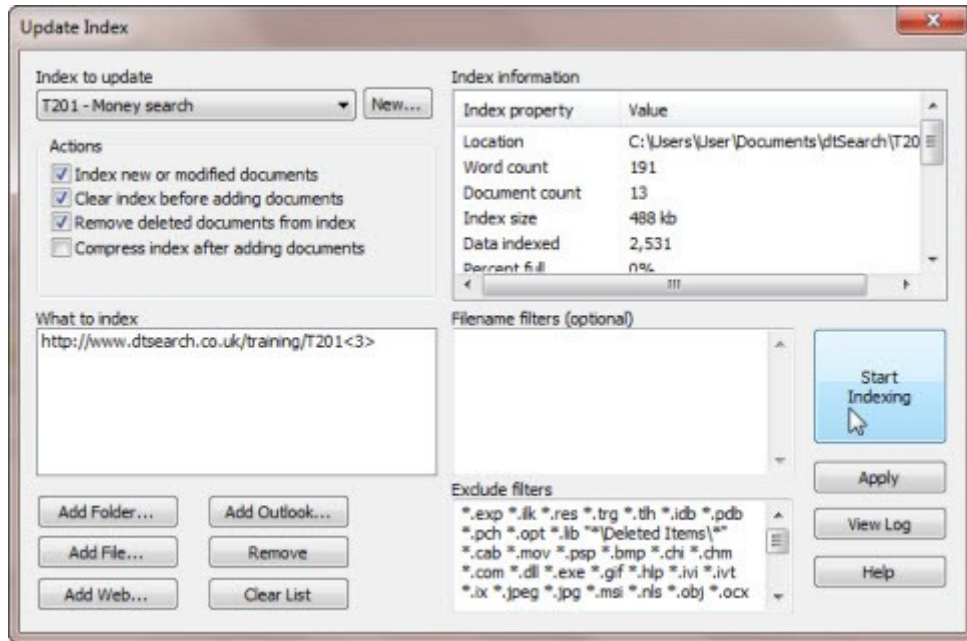 Update Index
Index to update
T201 - Money search
New...
Actions
Index new or modified documents
Clear index before adding documents
Remove deleted documents from index
Compress index after adding documents
Index information
Index property Value
Location C:\Users\User\Documents\dtSearch\T20
Word count 191
Document count 13
Index size 488 kb
Data indexed 2,531
Percent full 0%
What to index
http://www.dtsearch.co.uk/training/T201<3>
Filename filters (optional)
Start
Indexing
Apply
View Log
Help
Exclude filters
*.exp *.ilk *.res *.trg *.tlh *.idb *.pdb
*.pch *.opt *.lib "*\Deleted Items\*"
*.cab *.mov *.psp *.bmp *.chi *.chm
*.com *.dll *.exe *.gif *.hlp *.ivi *.ivt
*.ix *.jpeg *.jpg *.msi *.nls *.obj *.ocx
Add Folder... Add Outlook...
Add File... Remove
Add Web... Clear List